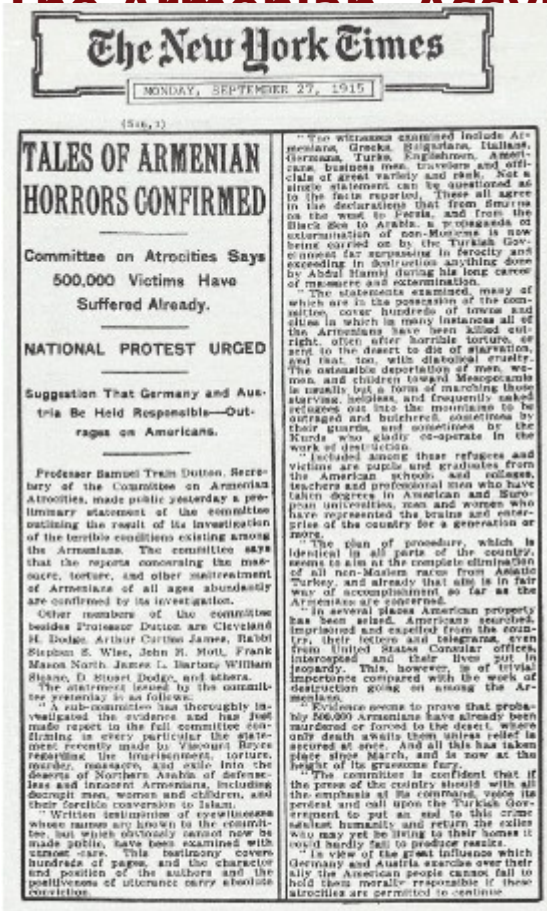 The New York Times
MONDAY, SEPTEMBER 27, 1915
TALES OF ARMENIAN
HORRORS CONFIRMED
Committee on Atrocities Says
500,000 Victims Have
Suffered Already.
NATIONAL PROTEST URGED
Suggestion That Germany and Aus-
tria Be Held Responsible—Out-
rages on Americans.
Professor Samuel Train Dutton, Secre-
tary of the Committee on Armenian
Atrocities, made public yesterday a pre-
liminary statement of the committee
outlining the result of its investigation
of the terrible conditions existing among
the Armenians. The committee says
that the reports concerning the mas-
sacre, torture, and other maltreatment
of Armenians of all ages abundantly
are confirmed by its investigation.
Other members of the committee
besides Professor Dutton are Cleveland
H. Dodge, Arthur Curtiss James, Rabbi
Stephen S. Wise, John R. Mott, Frank
Mason North, James L. Barton, William
Sloane, D. Stuart Dodge, and others.
The statement issued by the commit-
tee yesterday is as follows:
"A sub-committee has thoroughly in-
vestigated the evidence and has just
made report to the full committee con-
firming in every particular the state-
ment recently made by Viscount Bryce
regarding the imprisonment, torture,
murder, massacre, and exile into the
deserts of Northern Arabia of defense-
less and innocent Armenians, including
decrepit men, women and children, and
their forcible conversion to Islam.
"Written testimonies of eyewitnesses
whose names are known to the commit-
tee, but which obviously cannot now be
made public, have been examined with
utmost care. This testimony covers
hundreds of pages, and the character
and position of the authors and the
positiveness of utterance carry absolute
conviction.
"The witnesses examined include Ar-
menians, Greeks, Bulgarians, Italians,
Germans, Turks, Englishmen, Ameri-
cans, business men, travelers and offi-
cials of great variety and rank. Not a
single statement can be questioned as
to the facts reported. These all agree
in the declarations that from Smyrna
on the west to Persia, and from the
Black Sea to Arabia, a propaganda of
extermination of non-Moslems is now
being carried on by the Turkish Gov-
ernment far surpassing in ferocity and
exceeding in destruction anything done
by Abdul Hamid during his long career
of massacre and extermination.
"The statements examined, many of
which are in the possession of the com-
mittee, cover hundreds of towns and
cities in which in many instances all of
the Armenians have been killed out-
right, often after horrible torture, or
sent to the desert to die of starvation,
and that, too, with diabolical cruelty.
The ostensible deportation of men, wo-
men, and children toward Mesopotamia
is usually but a form of marching those
starving, helpless, and frequently naked
refugees out into the mountains to be
outraged and butchered, sometimes by
their guards, and sometimes by the
Kurds who gladly co-operate in the
work of destruction.
"Included among these refugees and
victims are pupils and graduates from
the American schools and colleges,
teachers and professional men who have
taken degrees in American and Euro-
pean universities, men and women who
have represented the brains and enter-
prise of the country for a generation or
more.
"The plan of procedure, which is
identical in all parts of the country,
seems to aim at the complete elimination
of all non-Moslem races from Asiatic
Turkey, and already that aim is in fair
way of accomplishment so far as the
Armenians are concerned.
"In several places American property
has been seized, Americans searched,
imprisoned and expelled from the coun-
try, their letters and telegrams, even
from United States Consular offices,
intercepted and their lives put in
jeopardy. This, however, is of trivial
importance compared with the work of
destruction going on among the Ar-
menians.
"Evidence seems to prove that proba-
bly 500,000 Armenians have already been
murdered or forced to the desert, where
only death awaits them unless relief is
secured at once. And all this has taken
place since March, and is now at the
height of its gruesome fury.
"The committee is confident that if
the press of the country should with all
the emphasis at its command, voice its
protest and call upon the Turkish Gov-
ernment to put an end to this crime
against humanity and return the exiles
who may yet be living to their homes it
could hardly fail to produce results.
"In view of the great influence which
Germany and Austria exercise over their
ally the American people cannot fail to
hold them morally responsible if these
atrocities are permitted to continue.